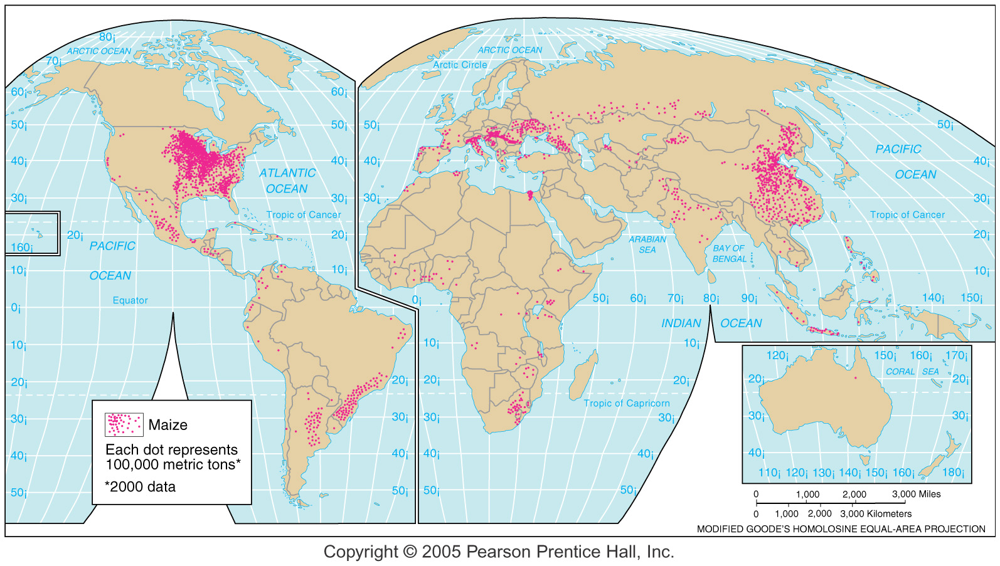 80¡
ARCTIC OCEAN
70¡
60¡
60¡
50¡
50¡
40¡
40¡
ATLANTIC
OCEAN
30¡
30¡
Tropic of Cancer
20¡
20¡
160¡
PACIFIC
OCEAN
10¡
10¡
Equator
0¡
10¡
20¡
20¡
30¡
30¡
40¡
40¡
50¡
50¡
ARCTIC OCEAN
Arctic Circle
50¡
50¡
40¡
40¡
PACIFIC
OCEAN
30¡
30¡
Tropic of Cancer
20¡
ARABIAN
SEA
BAY OF
BENGAL
10¡
0¡
50¡
60¡
70¡
80¡
90¡
140¡
150¡
INDIAN
OCEAN
10¡
10¡
20¡
20¡
Tropic of Capricorn
30¡
30¡
40¡
40¡
50¡
50¡
120¡
150¡
160¡
170¡
CORAL SEA
20¡
20¡
30¡
30¡
40¡
110¡
120¡
130¡
140¡
150¡
160¡
180¡
Maize
Each dot represents
100,000 metric tons*
*2000 data
0 1,000 2,000 3,000 Miles
0 1,000 2,000 3,000 Kilometers
MODIFIED GOODE'S HOMOLOSINE EQUAL-AREA PROJECTION
Copyright © 2005 Pearson Prentice Hall, Inc.